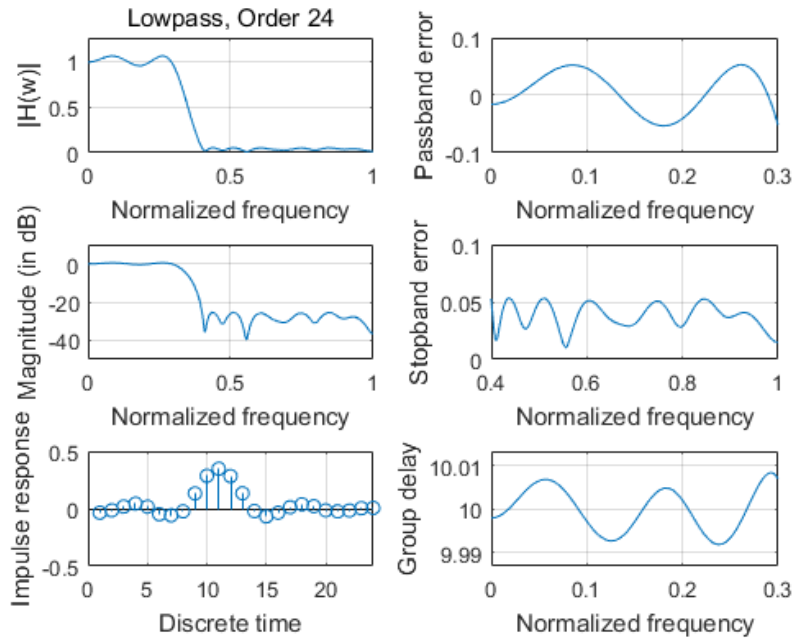 Lowpass, Order 24
|H(w)|
1
0.5
0
0 0.5 1
Normalized frequency
Passband error
0.1
0
-0.1
0 0.1 0.2 0.3
Normalized frequency
Magnitude (in dB)
0
-20
-40
0 0.5 1
Normalized frequency
Stopband error
0.1
0.05
0
0.4 0.6 0.8 1
Normalized frequency
Impulse response
0.5
0
-0.5
0 5 10 15 20
Discrete time
Group delay
10.01
10
9.99
0 0.1 0.2 0.3
Normalized frequency